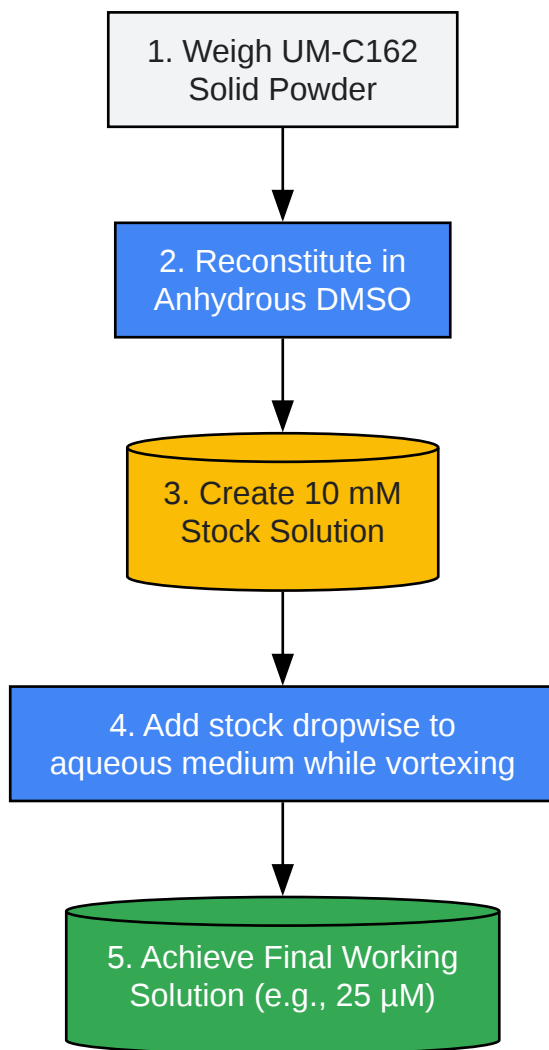 1. Weigh UM-C162
Solid Powder
2. Reconstitute in
Anhydrous DMSO
3. Create 10 mM
Stock Solution
4. Add stock dropwise to
aqueous medium while vortexing
5. Achieve Final Working
Solution (e.g., 25 µM)